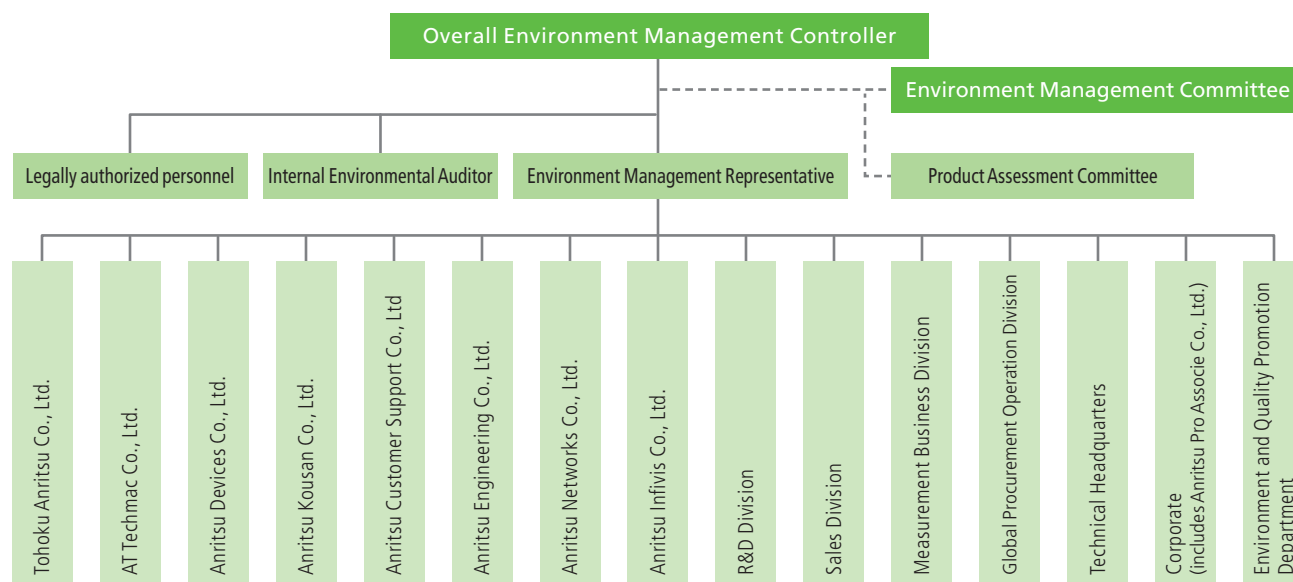 Overall Environment Management Controller
Environment Management Committee
Legally authorized personnel
Internal Environmental Auditor
Environment Management Representative
Product Assessment Committee
Tohoku Anritsu Co., Ltd.
AT Techmac Co., Ltd.
Anritsu Devices Co., Ltd.
Anritsu Kousan Co., Ltd.
Anritsu Customer Support Co., Ltd
Anritsu Engineering Co., Ltd.
Anritsu Networks Co., Ltd.
Anritsu Infivis Co., Ltd.
R&D Division
Sales Division
Measurement Business Division
Global Procurement Operation Division
Technical Headquarters
Corporate
(includes Anritsu Pro Associe Co., Ltd.)
Environment and Quality Promotion
Department